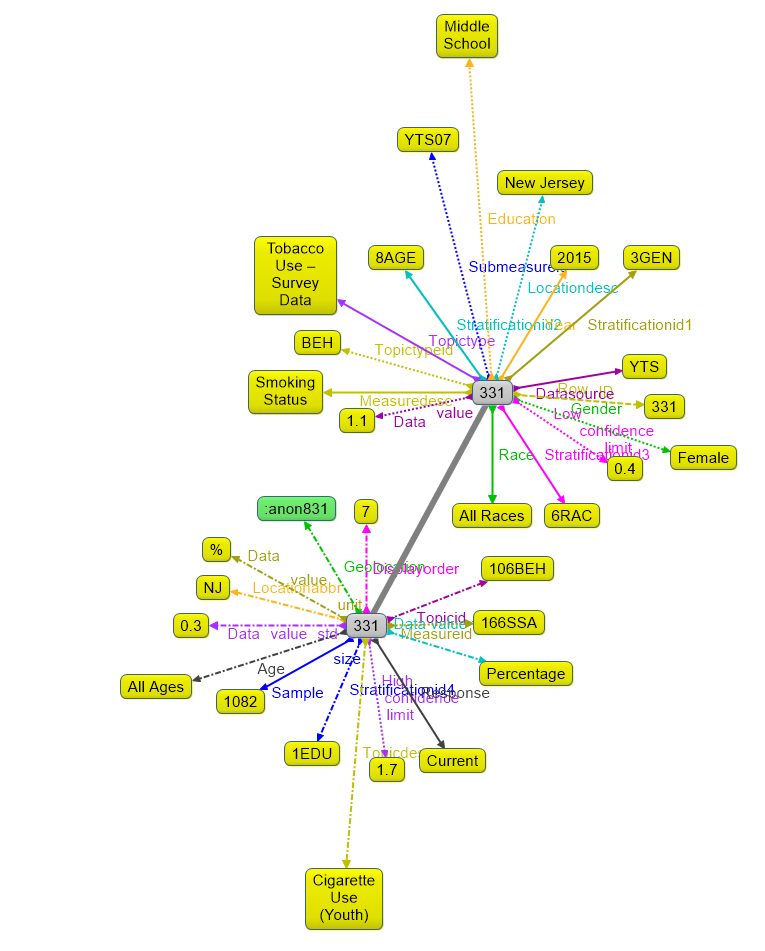 Middle
School
YTS07
New Jersey
Education
Tobacco
Use –
Survey
Data
8AGE
2015
3GEN
Locationdesc
Stratificationid2
Year
Stratificationid1
Topictype
BEH
Topictypeid
YTS
Smoking
Status
Measuredesc
331
Datasource
Row_ID
331
1.1
Data
value
Low
confidence
limit
Gender
Race
Stratificationid3
0.4
Female
All Races
6RAC
:anon831
7
%
Data
value
unit
Geolocation
Displayorder
106BEH
NJ
Locationabbr
0.3
Data value std
331
Topicid
Data value
Measureid
166SSA
Age
size
Percentage
All Ages
1082
Sample
Stratificationid4
High
confidence
limit
Response
1EDU
1.7
Current
Cigarette
Use
(Youth)